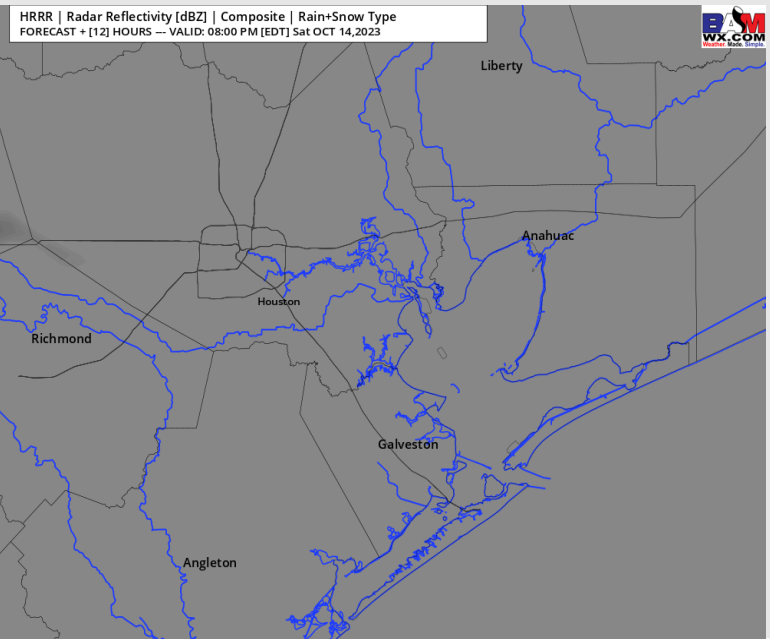 HRRR | Radar Reflectivity [dBZ] | Composite | Rain+Snow Type
FORECAST + [12] HOURS --- VALID: 08:00 PM [EDT] Sat OCT 14,2023
BAM
WX.COM
Weather. Made. Simple.
Liberty
Anahuac
Houston
Richmond
Galveston
Angleton